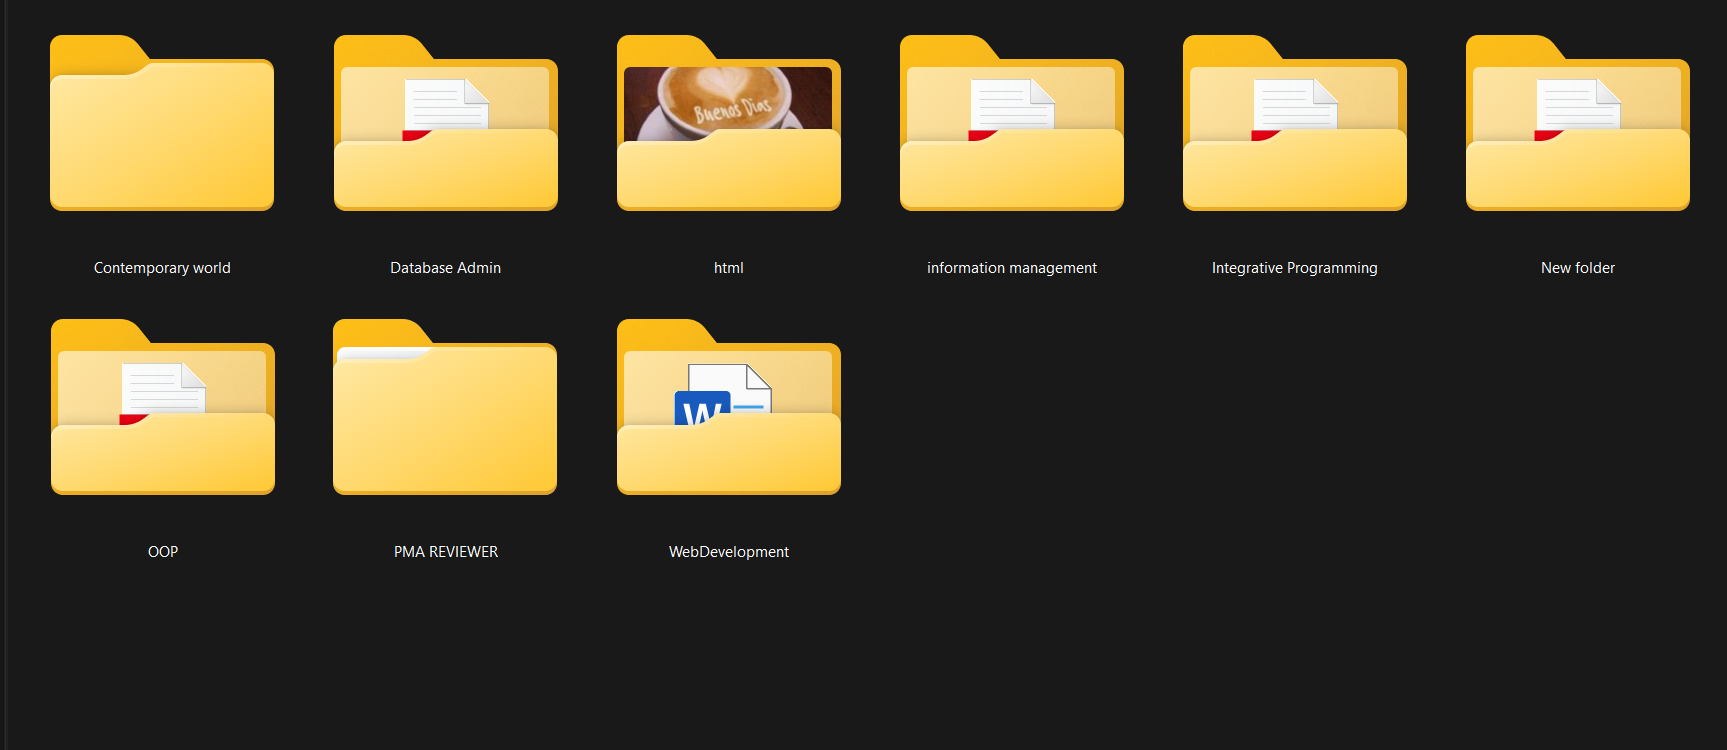 Buenos Dias
Contemporary world
Database Admin
html
information management
Integrative Programming
New folder
W
OOP
PMA REVIEWER
WebDevelopment